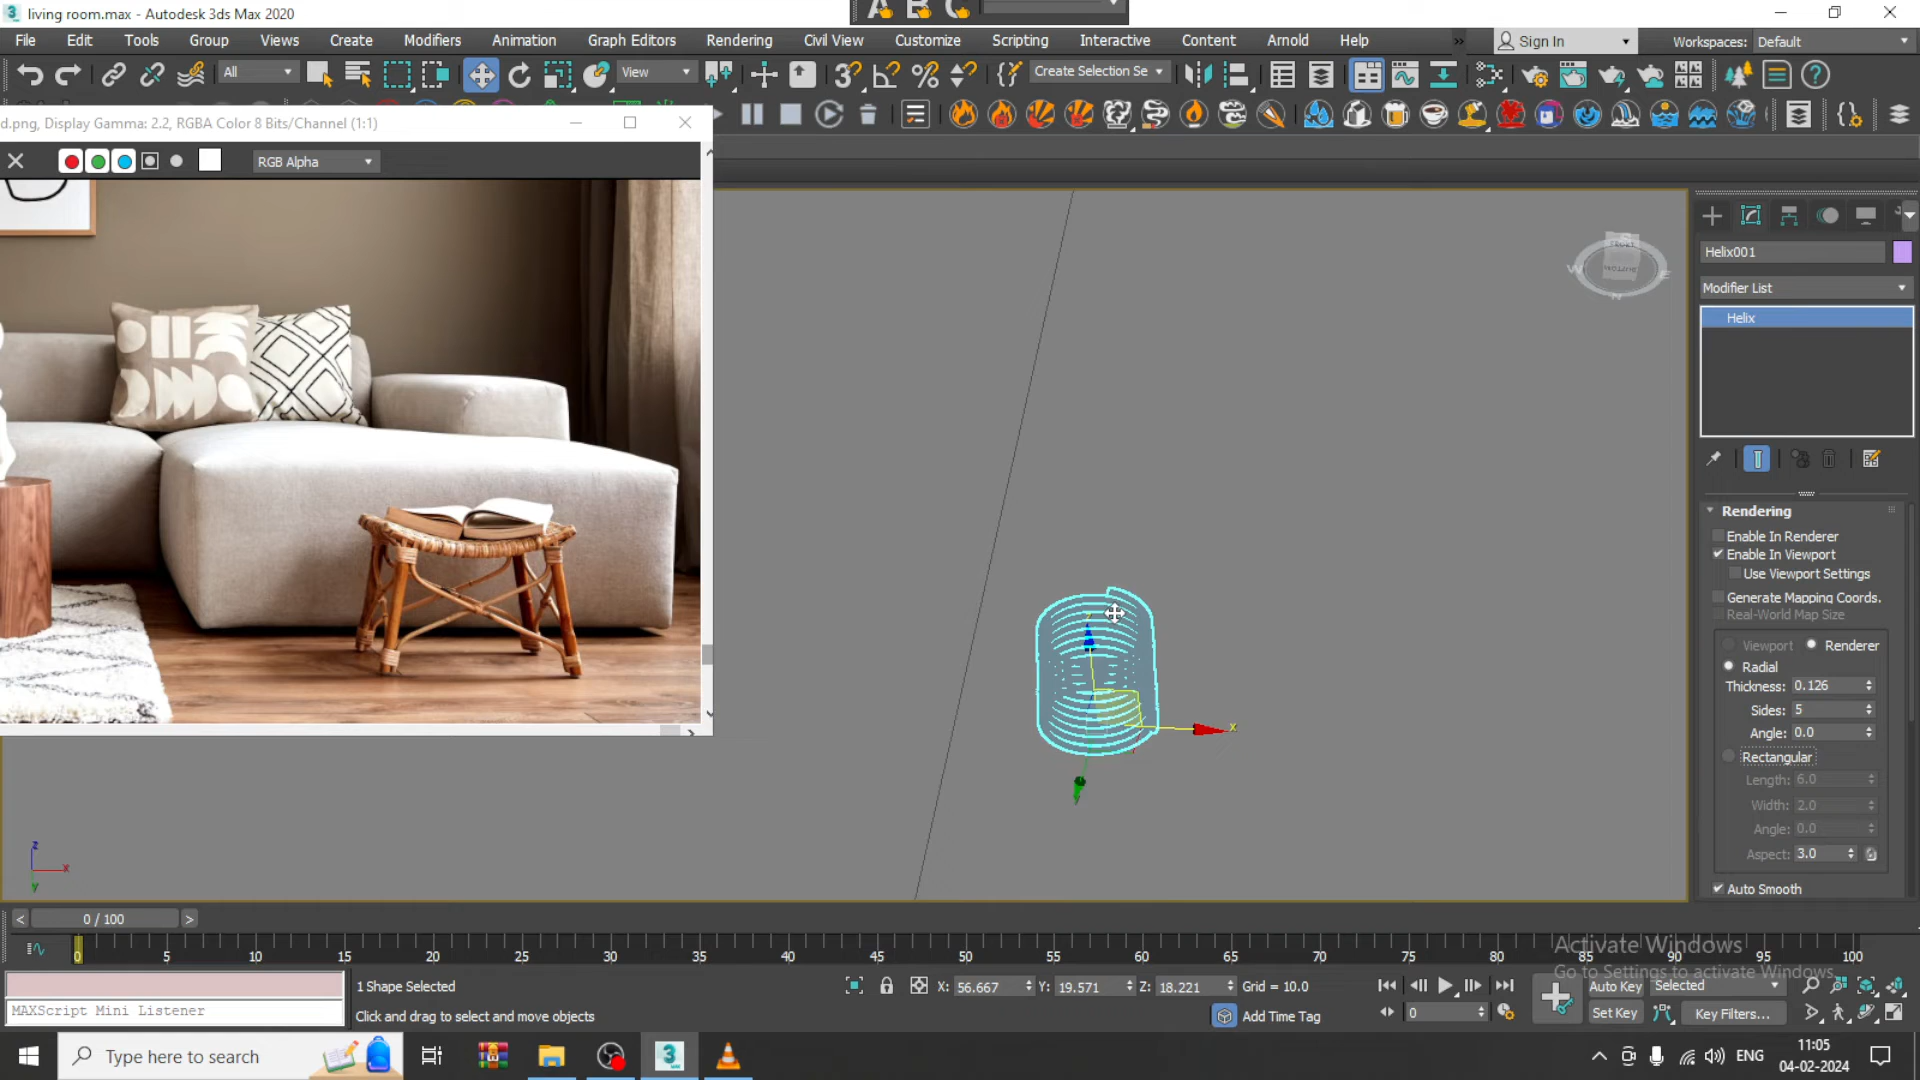 living room.max - Autodesk 3ds Max 2020
File Edit Tools Group Views Create Modifiers Animation Graph Editors Rendering Civil View Customize Scripting Interactive Content Arnold Help
Sign In
Workspaces: Default
All
View
Create Selection Se
d.png, Display Gamma: 2.2, RGBA Color 8 Bits/Channel (1:1)
RGB Alpha
Helix001
Modifier List
Helix
Rendering
Enable In Renderer
Enable In Viewport
Use Viewport Settings
Generate Mapping Coords.
Real-World Map Size
Viewport Renderer
Radial
Thickness: 0.126
Sides: 5
Angle: 0.0
Rectangular
Length: 6.0
Width: 2.0
Angle: 0.0
Aspect: 3.0
Auto Smooth
x
z
x
y
0 / 100
0 5 10 15 20 25 30 35 40 45 50 55 60 65 70 75 80 85 90 95 100
Activate Windows
Go to Settings to activate Windows.
1 Shape Selected
X: 56.667 Y: 19.571 Z: 18.221 Grid = 10.0
Auto Key Selected
MAXScript Mini Listener
Click and drag to select and move objects
Add Time Tag
0
Set Key Key Filters...
Type here to search
ENG
11:05
04-02-2024